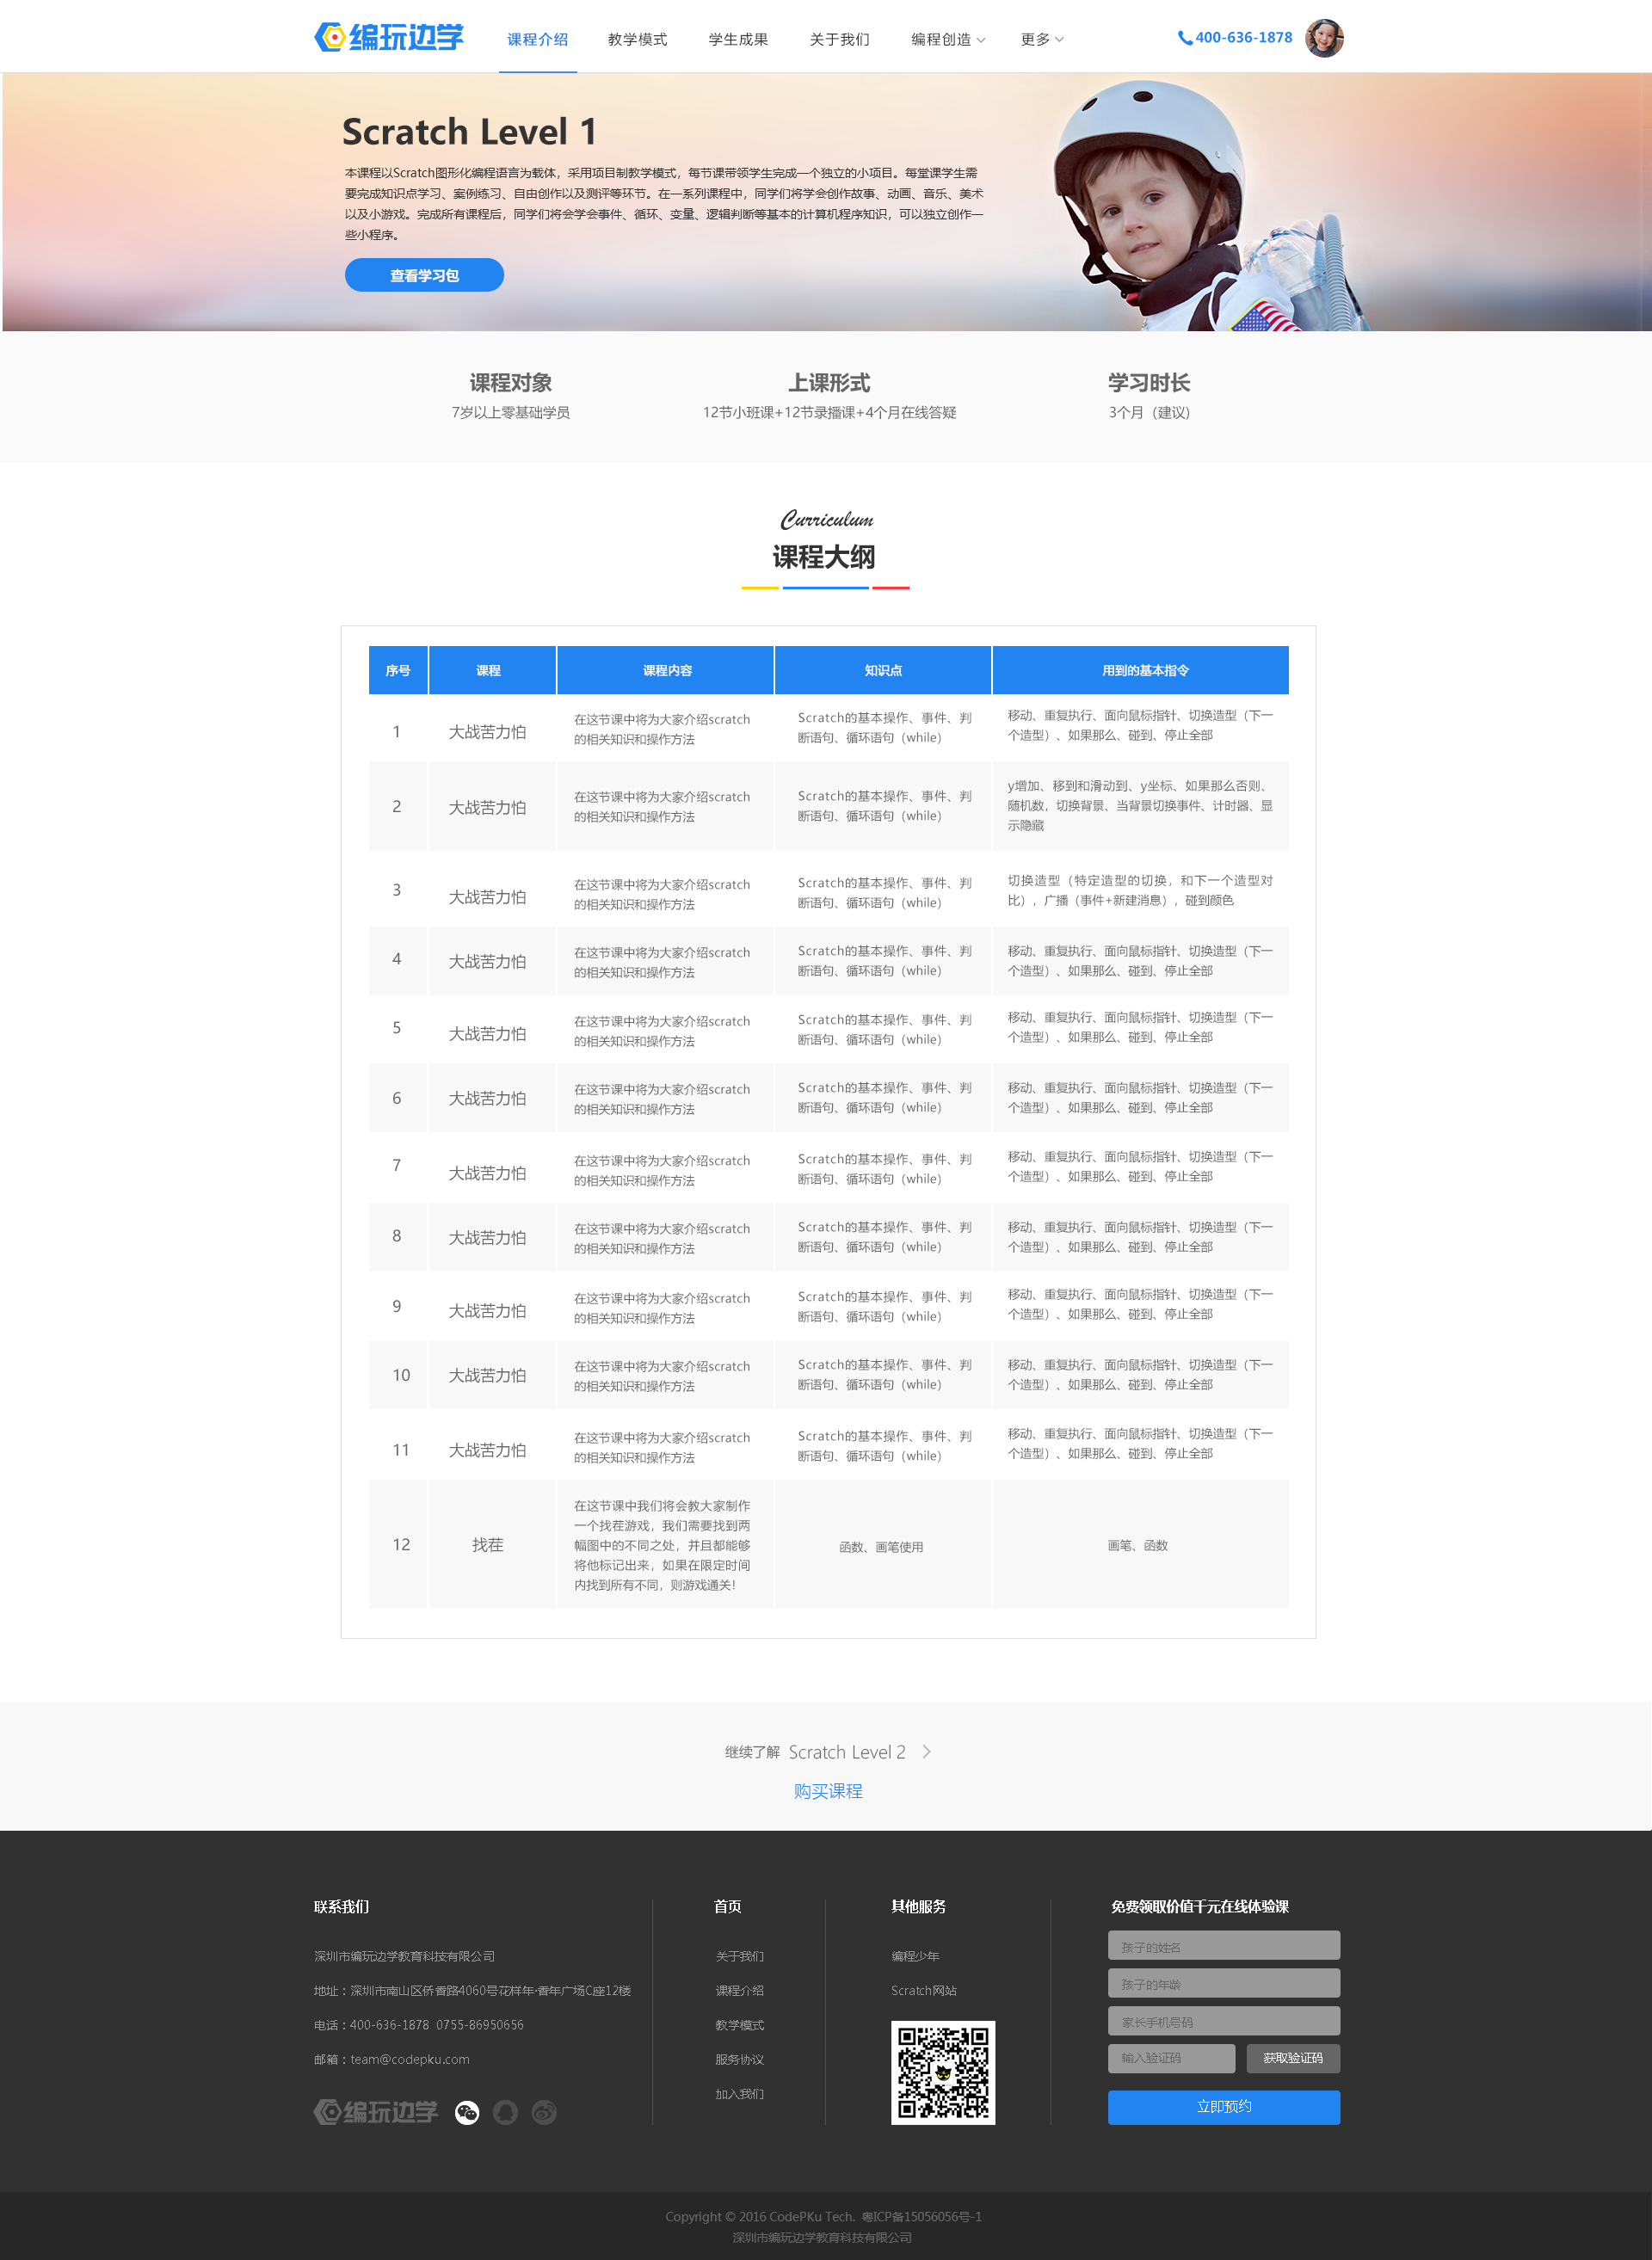 编玩边学
课程介绍 教学模式 学生成果 关于我们 编程创造 更多
400-636-1878
Scratch Level 1
本课程以Scratch图形化编程语言为载体，采用项目制教学模式，每节课带领学生完成一个独立的小项目。每堂课学生需
要完成知识点学习、案例练习、自由创作以及测评等环节。在一系列课程中，同学们将学会创作故事、动画、音乐、美术
以及小游戏。完成所有课程后，同学们将会学会事件、循环、变量、逻辑判断等基本的计算机程序知识，可以独立创作一
些小程序。
查看学习包
课程对象 上课形式 学习时长
7岁以上零基础学员 12节小班课+12节录播课+4个月在线答疑 3个月（建议）
Curriculum
课程大纲
序号 课程 课程内容 知识点 用到的基本指令
1 大战苦力怕
在这节课中将为大家介绍scratch
的相关知识和操作方法
Scratch的基本操作、事件、判
断语句、循环语句（while）
移动、重复执行、面向鼠标指针、切换造型（下一
个造型）、如果那么、碰到、停止全部
2 大战苦力怕
在这节课中将为大家介绍scratch
的相关知识和操作方法
Scratch的基本操作、事件、判
断语句、循环语句（while）
y增加、移到和滑动到、y坐标、如果那么否则、
随机数，切换背景、当背景切换事件、计时器、显
示隐藏
3 大战苦力怕
在这节课中将为大家介绍scratch
的相关知识和操作方法
Scratch的基本操作、事件、判
断语句、循环语句（while）
切换造型（特定造型的切换，和下一个造型对
比），广播（事件+新建消息），碰到颜色
4 大战苦力怕
在这节课中将为大家介绍scratch
的相关知识和操作方法
Scratch的基本操作、事件、判
断语句、循环语句（while）
移动、重复执行、面向鼠标指针、切换造型（下一
个造型）、如果那么、碰到、停止全部
5 大战苦力怕
在这节课中将为大家介绍scratch
的相关知识和操作方法
Scratch的基本操作、事件、判
断语句、循环语句（while）
移动、重复执行、面向鼠标指针、切换造型（下一
个造型）、如果那么、碰到、停止全部
6 大战苦力怕
在这节课中将为大家介绍scratch
的相关知识和操作方法
Scratch的基本操作、事件、判
断语句、循环语句（while）
移动、重复执行、面向鼠标指针、切换造型（下一
个造型）、如果那么、碰到、停止全部
7 大战苦力怕
在这节课中将为大家介绍scratch
的相关知识和操作方法
Scratch的基本操作、事件、判
断语句、循环语句（while）
移动、重复执行、面向鼠标指针、切换造型（下一
个造型）、如果那么、碰到、停止全部
8 大战苦力怕
在这节课中将为大家介绍scratch
的相关知识和操作方法
Scratch的基本操作、事件、判
断语句、循环语句（while）
移动、重复执行、面向鼠标指针、切换造型（下一
个造型）、如果那么、碰到、停止全部
9 大战苦力怕
在这节课中将为大家介绍scratch
的相关知识和操作方法
Scratch的基本操作、事件、判
断语句、循环语句（while）
移动、重复执行、面向鼠标指针、切换造型（下一
个造型）、如果那么、碰到、停止全部
10 大战苦力怕
在这节课中将为大家介绍scratch
的相关知识和操作方法
Scratch的基本操作、事件、判
断语句、循环语句（while）
移动、重复执行、面向鼠标指针、切换造型（下一
个造型）、如果那么、碰到、停止全部
11 大战苦力怕
在这节课中将为大家介绍scratch
的相关知识和操作方法
Scratch的基本操作、事件、判
断语句、循环语句（while）
移动、重复执行、面向鼠标指针、切换造型（下一
个造型）、如果那么、碰到、停止全部
12 找茬
在这节课中我们将会教大家制作
一个找茬游戏，我们需要找到两
幅图中的不同之处，并且都能够
将他标记出来，如果在限定时间
内找到所有不同，则游戏通关！
函数、画笔使用
画笔、函数
继续了解 Scratch Level 2
购买课程
联系我们
深圳市编玩边学教育科技有限公司
地址：深圳市南山区侨香路4060号花样年·香年广场C座12楼
电话：400-636-1878 0755-86950656
邮箱：team@codepku.com
编玩边学
首页
关于我们
课程介绍
教学模式
服务协议
加入我们
其他服务
编程少年
Scratch网站
免费领取价值千元在线体验课
孩子的姓名
孩子的年龄
家长手机号码
输入验证码 获取验证码
立即预约
Copyright © 2016 CodePKu Tech. 粤ICP备15056056号-1
深圳市编玩边学教育科技有限公司